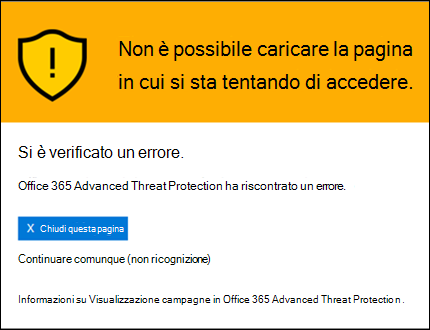 Non è possibile caricare la pagina
in cui si sta tentando di accedere.
Si è verificato un errore.
Office 365 Advanced Threat Protection ha riscontrato un errore.
X Chiudi questa pagina
Continuare comunque (non ricognizione)
Informazioni su Visualizzazione campagne in Office 365 Advanced Threat Protection .